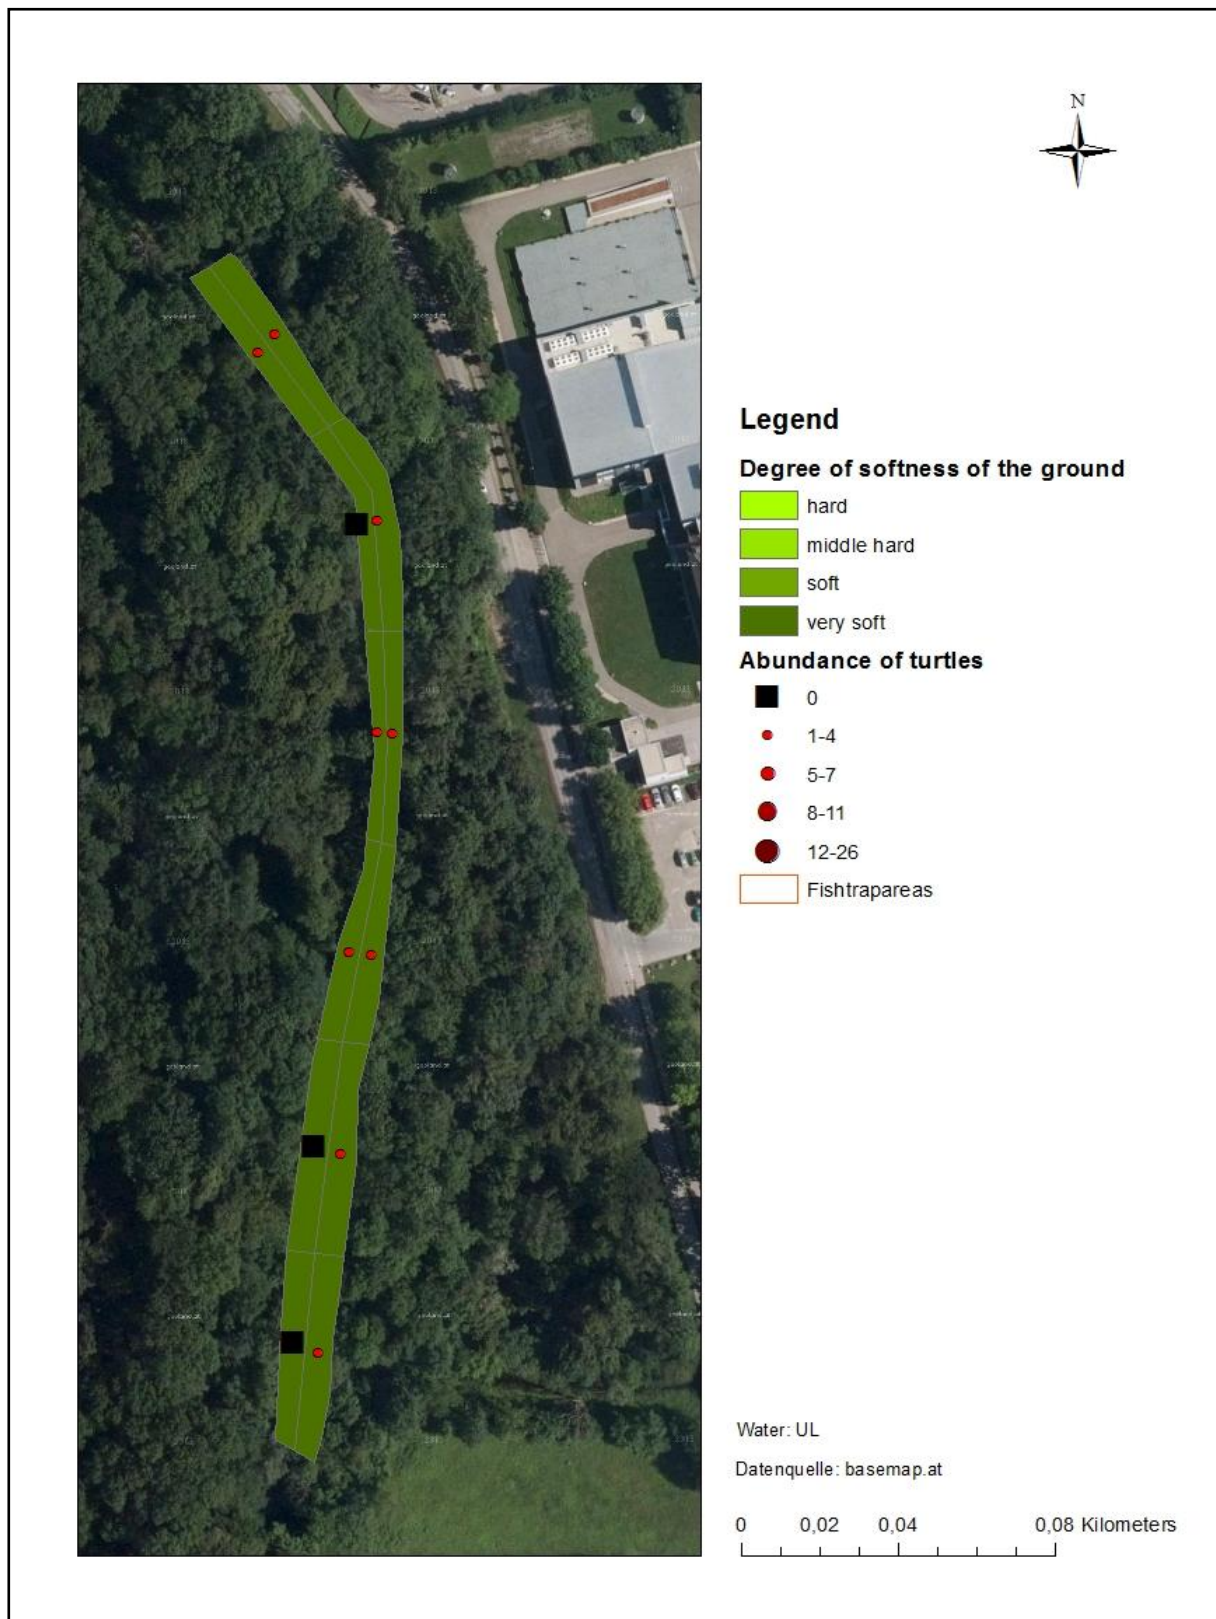 N
Legend
Degree of softness of the ground
hard
middle hard
soft
very soft
Abundance of turtles
0
1-4
5-7
8-11
12-26
Fishtrapareas
Water: UL
Datenquelle: basemap.at
0 0,02 0,04 0,08 Kilometers